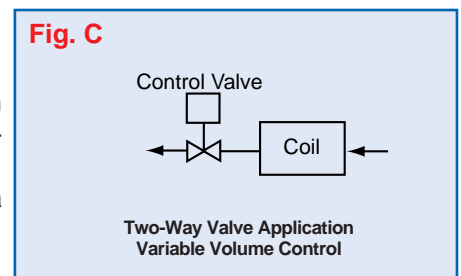 Fig. C
Control Valve
Coil
Two-Way Valve Application
Variable Volume Control